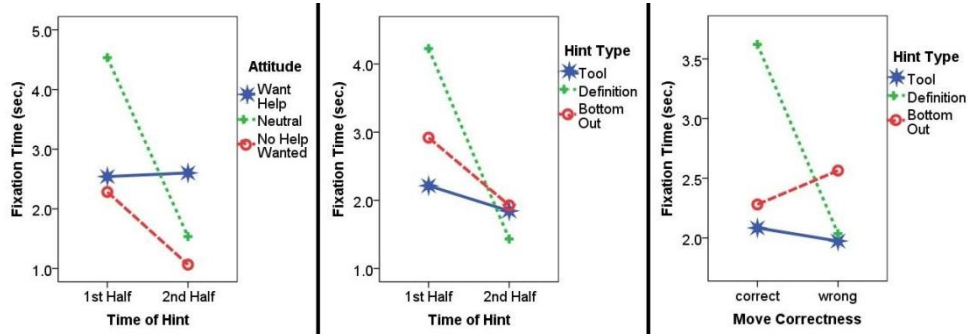 Fixation Time (sec.)
5.0
4.0
3.0
2.0
1.0
1st Half 2nd Half
Time of Hint
Attitude
Want
Help
Neutral
No Help
Wanted
Fixation Time (sec.)
4.0
3.0
2.0
1.0
1st Half 2nd Half
Time of Hint
Hint Type
Tool
Definition
Bottom
Out
Fixation Time (sec.)
3.5
3.0
2.5
2.0
correct wrong
Move Correctness
Hint Type
Tool
Definition
Bottom
Out